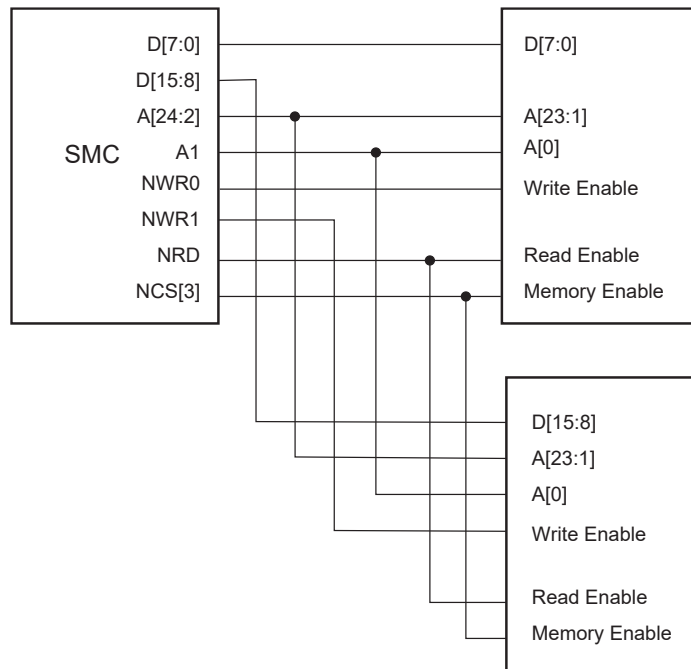 D[7:0]
D[15:8]
A[24:2]
SMC
A1
NWR0
NWR1
NRD
NCS[3]
D[7:0]
A[23:1]
A[0]
Write Enable
Read Enable
Memory Enable
D[15:8]
A[23:1]
A[0]
Write Enable
Read Enable
Memory Enable